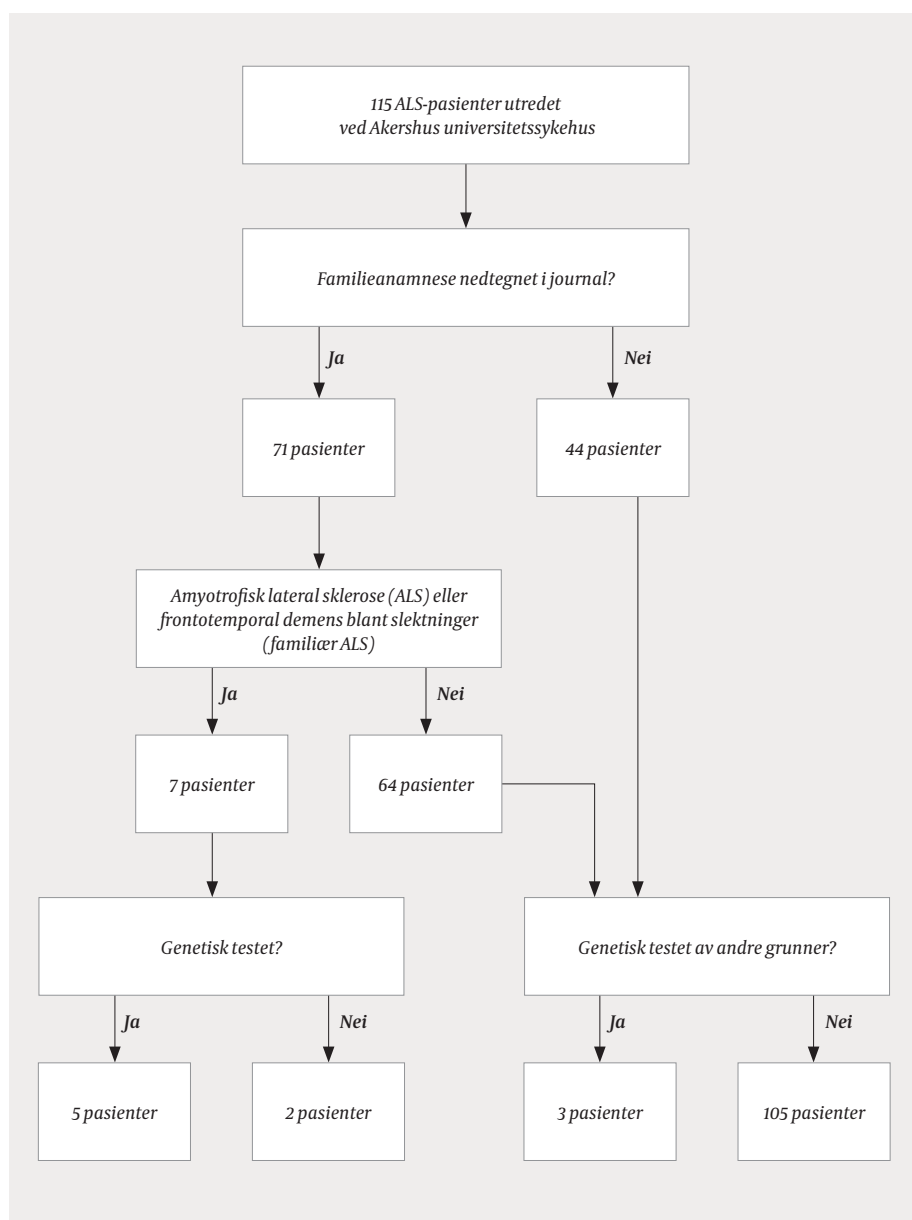 115 ALS-pasienter utredet
ved Akershus universitetssykehus
Familieanamnese nedtegnet i journal?
Ja
Nei
71 pasienter
44 pasienter
Amyotrofisk lateral sklerose (ALS) eller
frontotemporal demens blant slektninger
(familiær ALS)
Ja
Nei
7 pasienter
64 pasienter
Genetisk testet?
Genetisk testet av andre grunner?
Ja
Nei
Ja
Nei
5 pasienter
2 pasienter
3 pasienter
105 pasienter